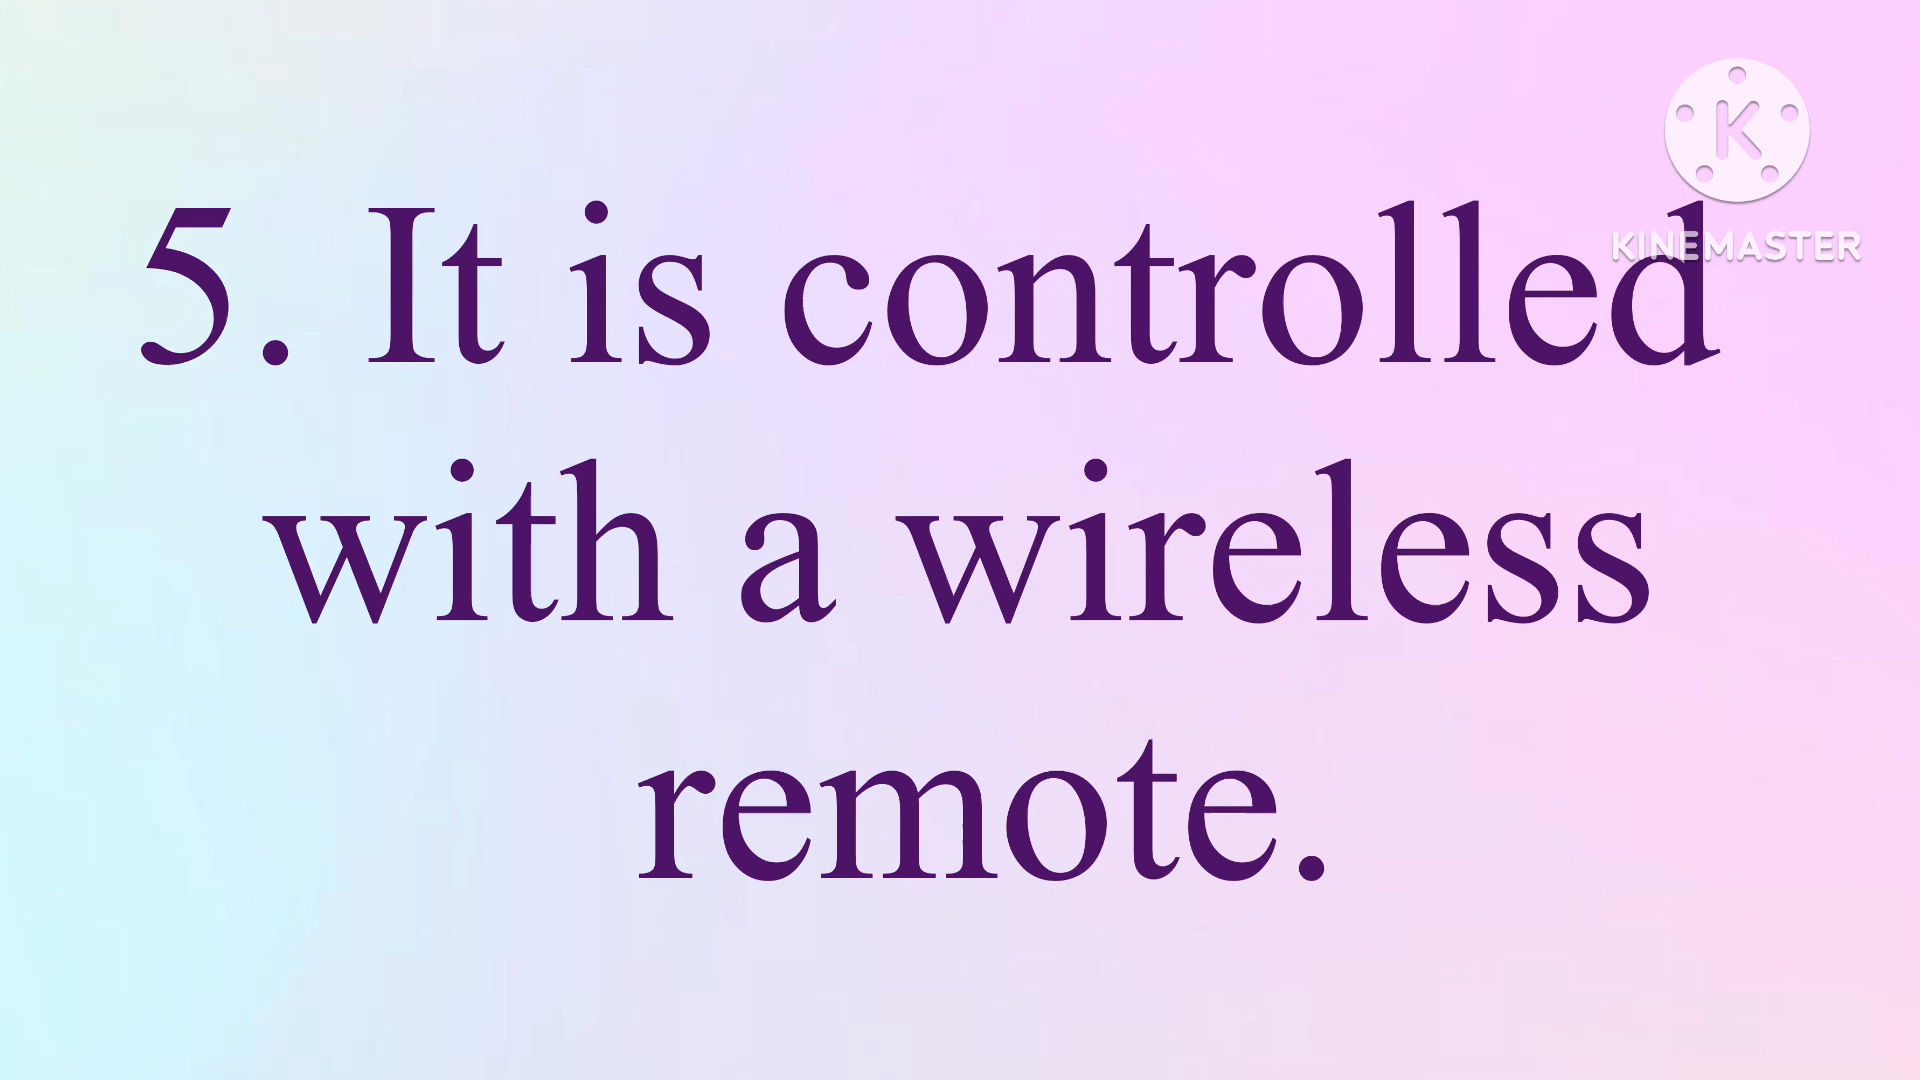 K
KINEMASTER
5. It is controlled
with a wireless
remote.